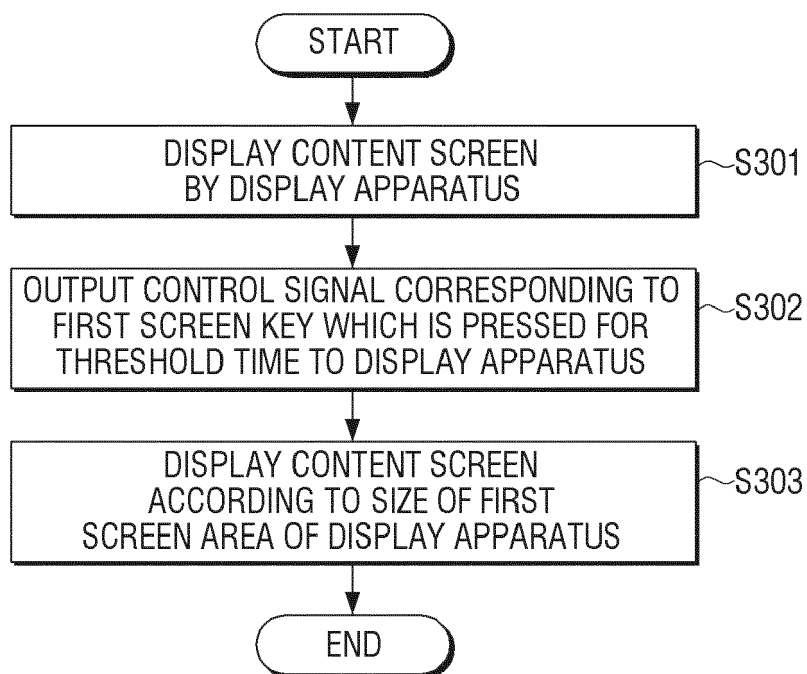 START
DISPLAY CONTENT SCREEN
BY DISPLAY APPARATUS
S301
OUTPUT CONTROL SIGNAL CORRESPONDING TO
FIRST SCREEN KEY WHICH IS PRESSED FOR
THRESHOLD TIME TO DISPLAY APPARATUS
S302
DISPLAY CONTENT SCREEN
ACCORDING TO SIZE OF FIRST
SCREEN AREA OF DISPLAY APPARATUS
S303
END